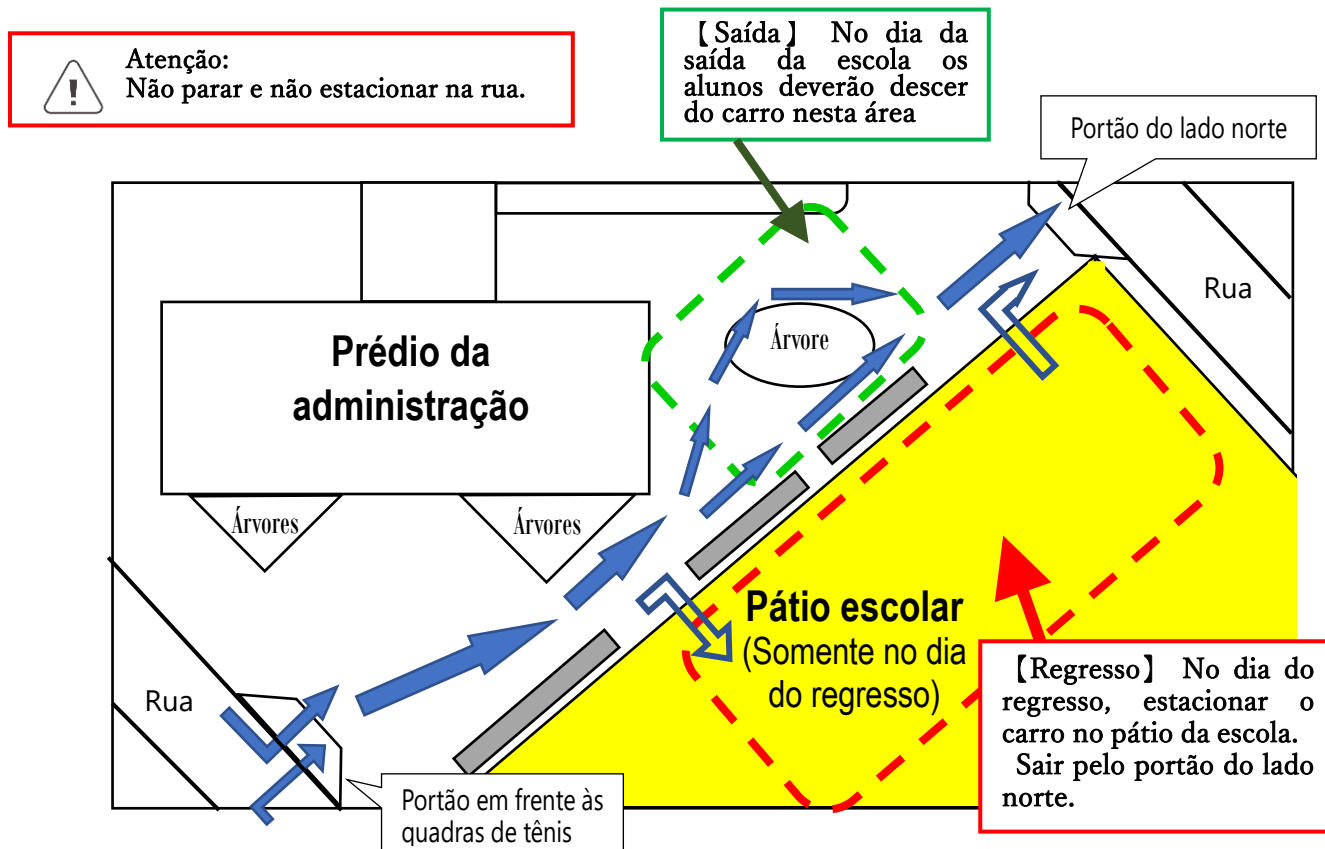 Atenção:
Não parar e não estacionar na rua.
【Saída】 No dia da
saída da escola os
alunos deverão descer
do carro nesta área
Portão do lado norte
Rua
Prédio da
administração
Árvore
Árvores
Árvores
Pátio escolar
(Somente no dia
do regresso)
Rua
【Regresso】 No dia do
regresso, estacionar o
carro no pátio da escola.
Sair pelo portão do lado
norte.
Portão em frente às
quadras de tênis